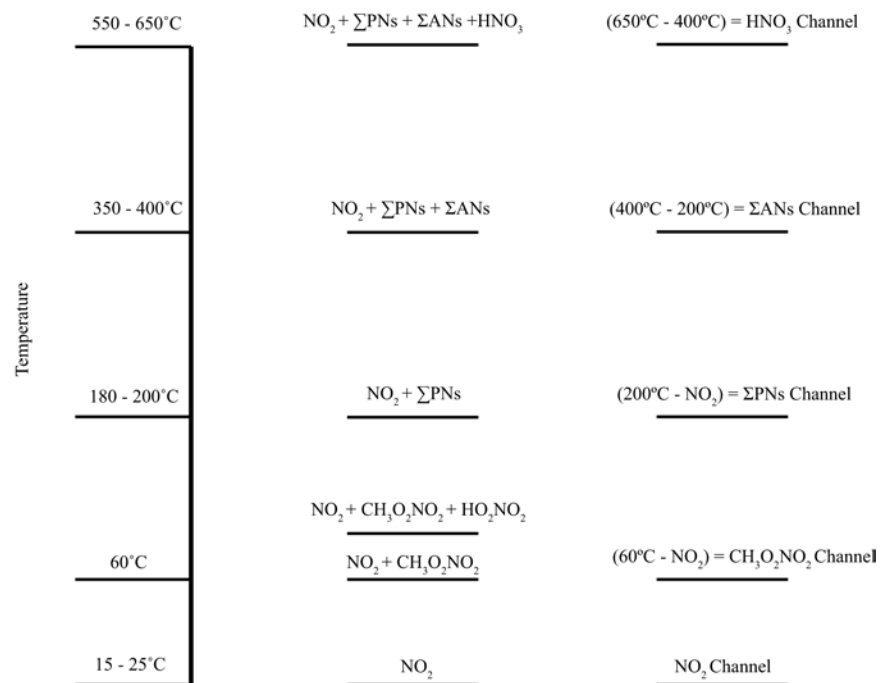 550 - 650˚C NO₂ + ∑PNs + ΣANs +HNO₃ (650ºC - 400ºC) = HNO₃ Channel
350 - 400˚C NO₂ + ∑PNs + ΣANs (400ºC - 200ºC) = ΣANs Channel
Temperature
180 - 200˚C NO₂ + ∑PNs (200ºC - NO₂) = ΣPNs Channel
NO₂ + CH₃O₂NO₂ + HO₂NO₂
60˚C NO₂ + CH₃O₂NO₂ (60ºC - NO₂) = CH₃O₂NO₂ Channel
15 - 25˚C NO₂ NO₂ Channel